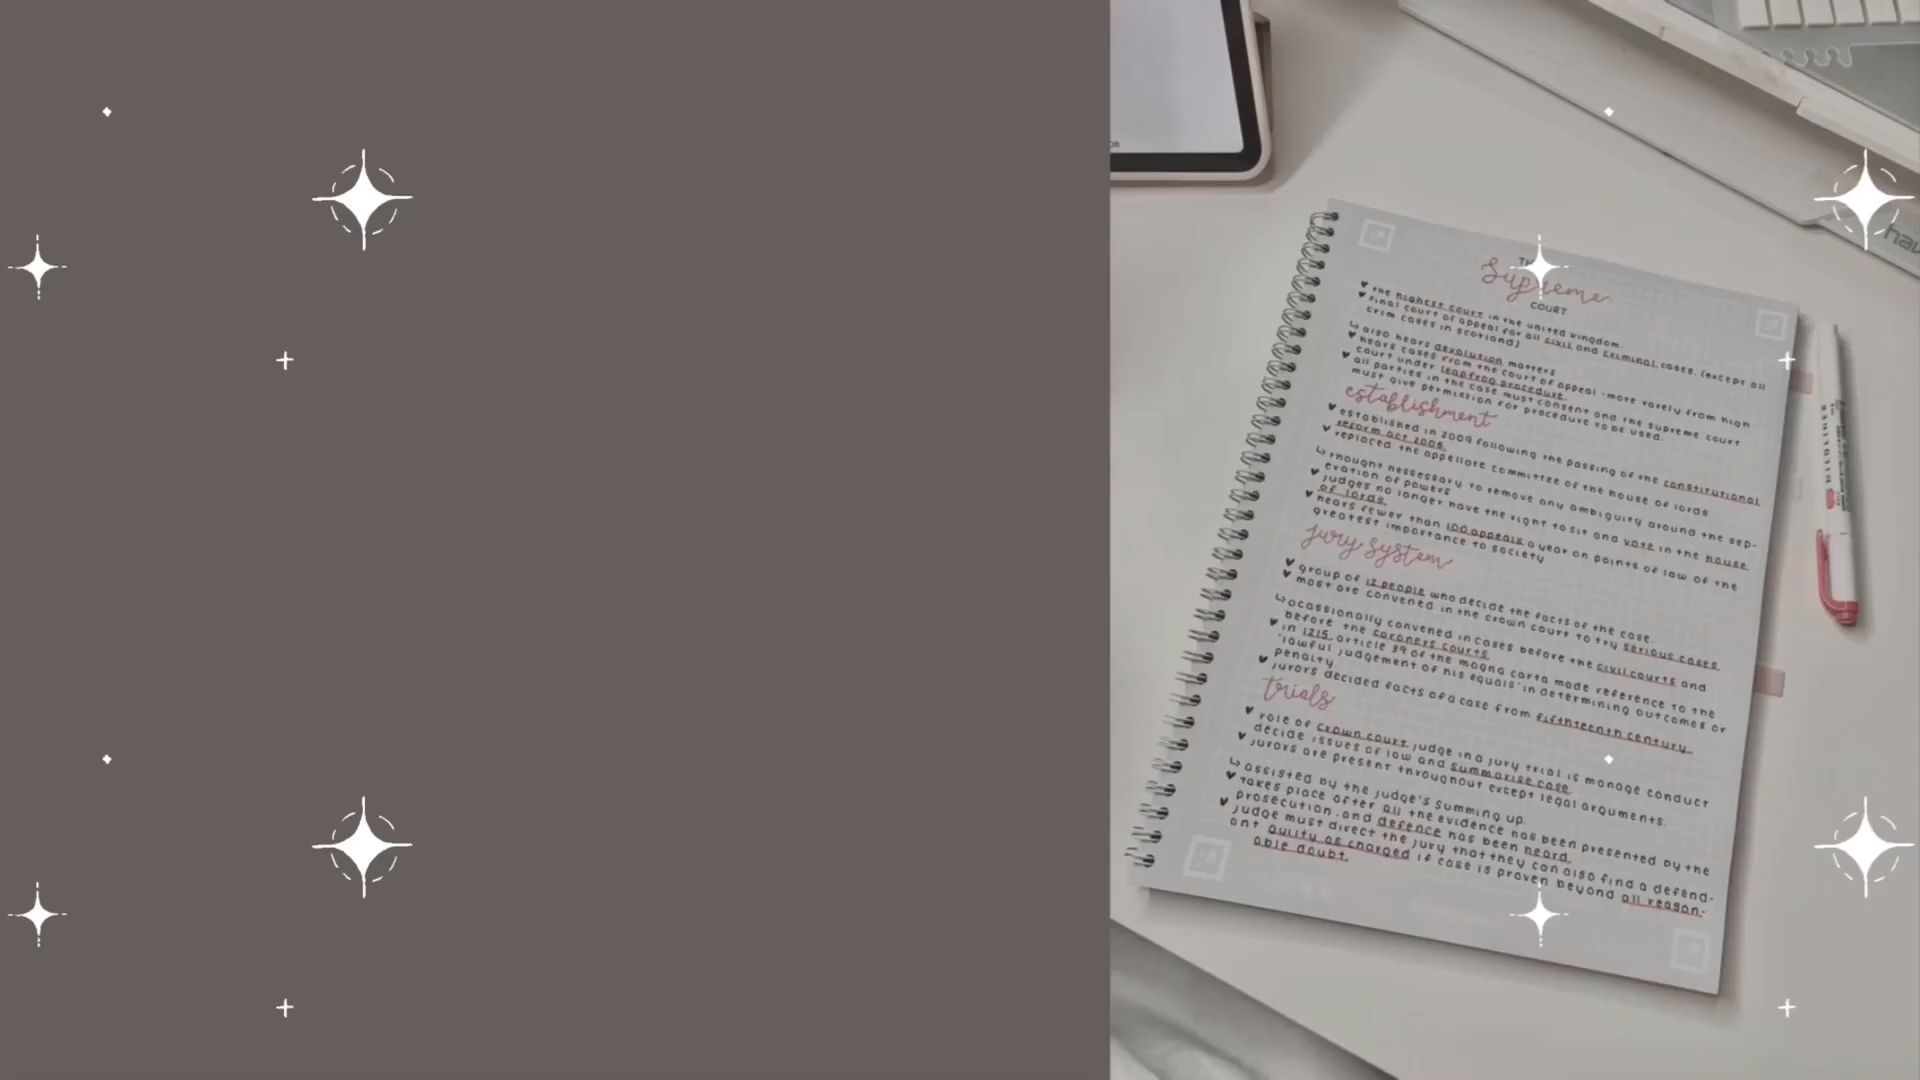 THE
Supreme
COURT
the highest court in the united kingdom.
final court of appeal for all civil and criminal cases. (except all
crim cases in scotland)
also hears devolution matters
hears cases from the court of appeal - more rarely from high
court under leapfrog procedure.
all parties in the case must consent and the supreme court
must give permission for procedure to be used.
establishment
established in 2009 following the passing of the constitutional
reform act 2005.
replaced the appellate committee of the house of lords
thought nessessary to remove any ambiguity around the sep-
eration of powers
judges no longer have the right to sit and vote in the house
of lords.
hears fewer than 100 appeals a year on points of law of the
greatest importance to society
jury system
group of 12 people who decide the facts of the case.
most are convened in the crown court to try serious cases
ocassionally convened in cases before the civil courts and
before the coroners courts.
in 1215 article 39 of the magna carta made reference to the
'lawful judgement of his equals' in determining outcomes or
penalty.
jurors decided facts of a case from fifthteenth century.
trials
role of crown court judge in a jury trial is manage conduct
decide issues of law and summarise case.
jurors are present throughout except legal arguments.
assisted by the judge's summing up.
takes place after all the evidence has been presented by the
prosecution and defence has been heard.
judge must direct the jury that they can also find a defend-
ant guilty as charged if case is proven beyond all reason-
able doubt.